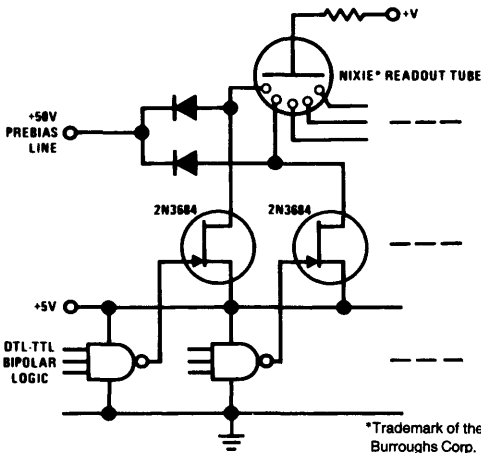 +V
NIXIE* READOUT TUBE
+50V
PREBIAS
LINE
2N3684
2N3684
+5V
DTL-TTL
BIPOLAR
LOGIC
*Trademark of the
Burroughs Corp.